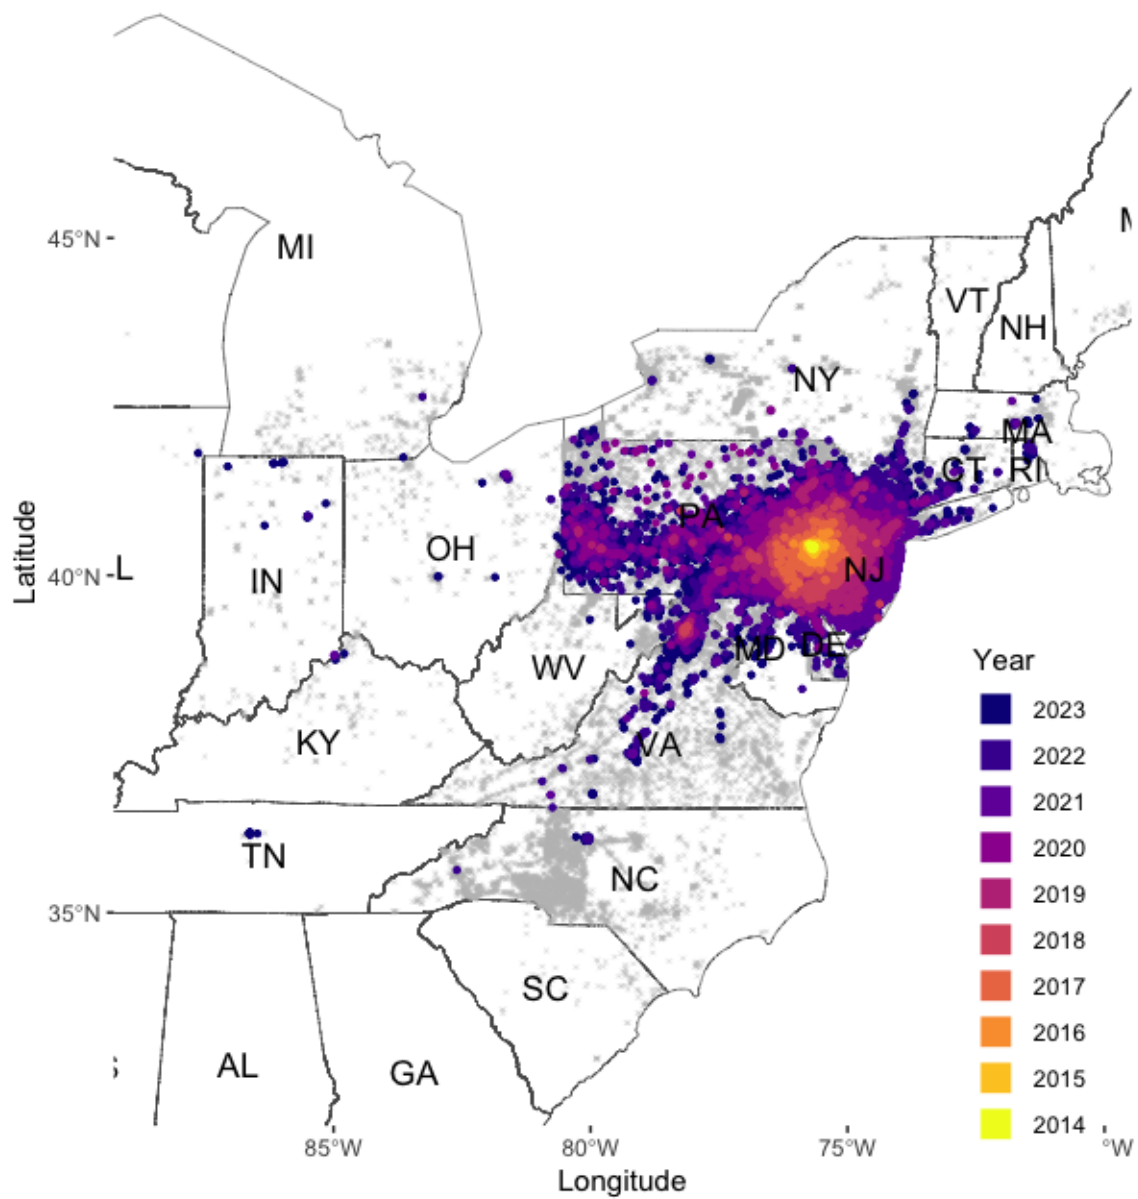 45°N
40°N
35°N
Latitude
MI
VT
NH
NY
MA
CT
RI
PA
NJ
OH
IN
L
MD
DE
WV
KY
VA
TN
NC
SC
AL
GA
Year
2023
2022
2021
2020
2019
2018
2017
2016
2015
2014
85°W
80°W
75°W
°W
Longitude